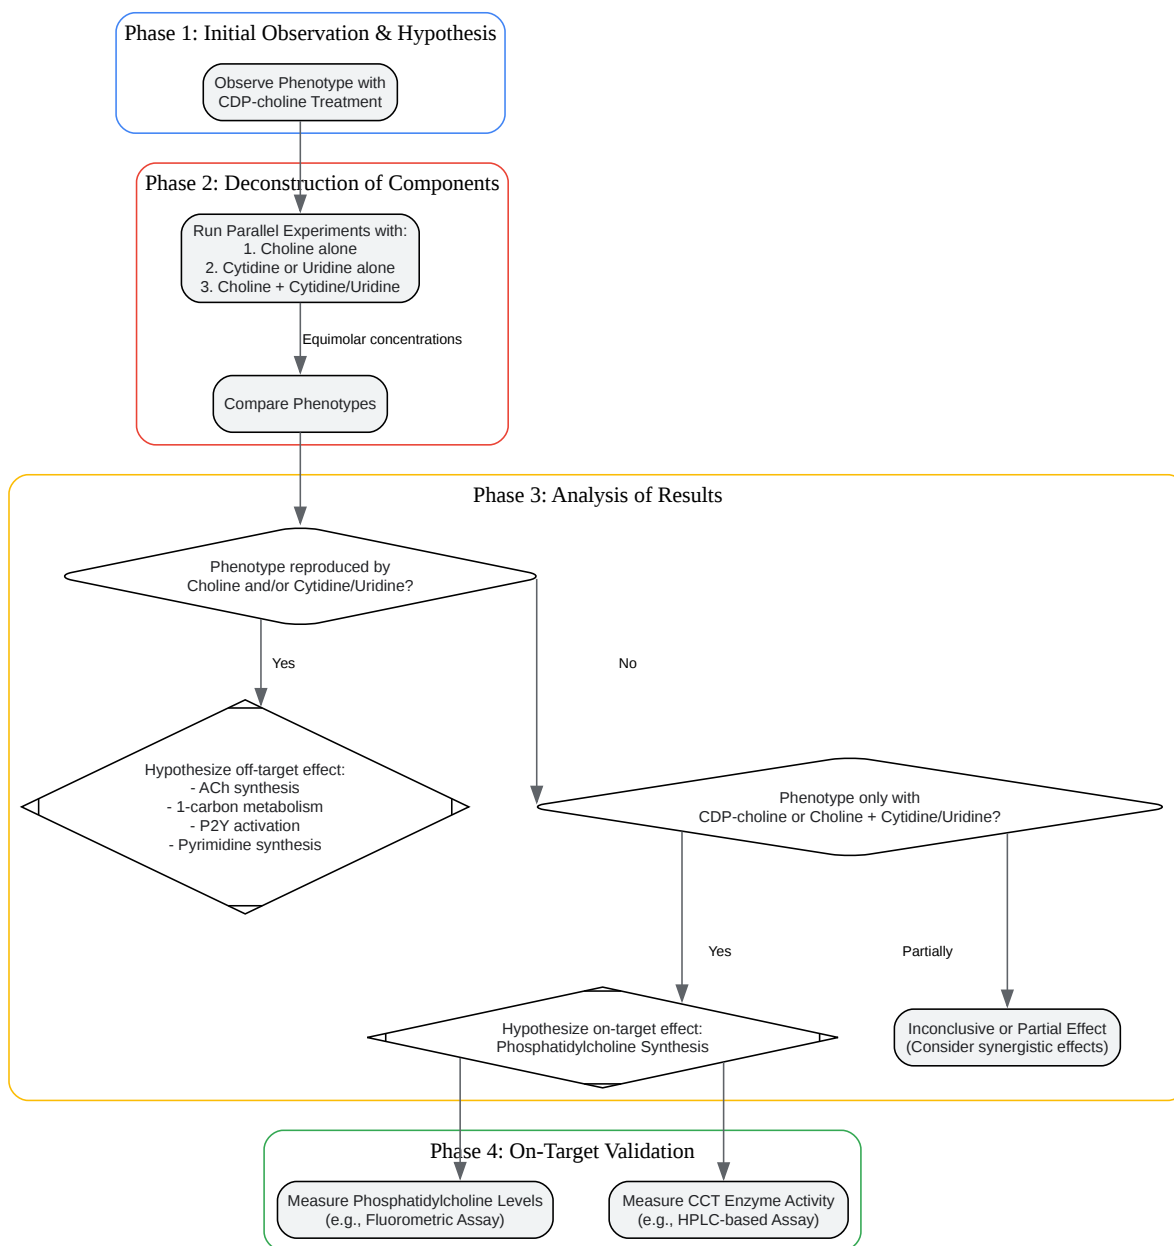 Phase 1: Initial Observation & Hypothesis
Observe Phenotype with
CDP-choline Treatment
Phase 2: Deconstruction of Components
Run Parallel Experiments with:
1. Choline alone
2. Cytidine or Uridine alone
3. Choline + Cytidine/Uridine
Equimolar concentrations
Compare Phenotypes
Phase 3: Analysis of Results
Phenotype reproduced by
Choline and/or Cytidine/Uridine?
Yes
No
Hypothesize off-target effect:
- ACh synthesis
- 1-carbon metabolism
- P2Y activation
- Pyrimidine synthesis
Phenotype only with
CDP-choline or Choline + Cytidine/Uridine?
Yes
Partially
Hypothesize on-target effect:
Phosphatidylcholine Synthesis
Inconclusive or Partial Effect
(Consider synergistic effects)
Phase 4: On-Target Validation
Measure Phosphatidylcholine Levels
(e.g., Fluorometric Assay)
Measure CCT Enzyme Activity
(e.g., HPLC-based Assay)